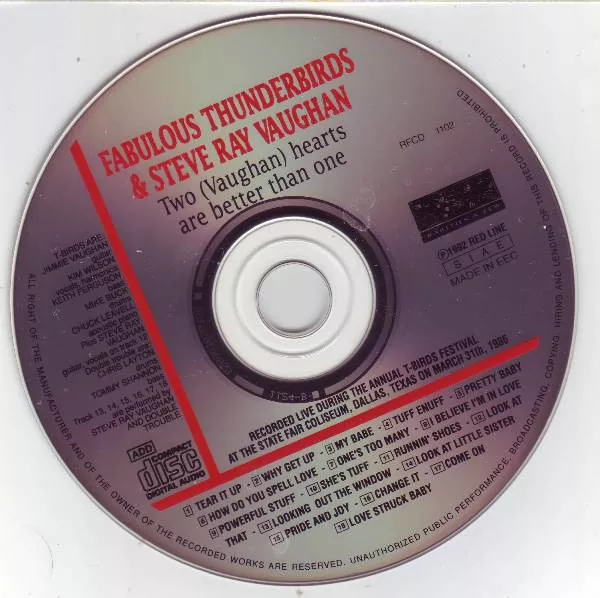 FABULOUS THUNDERBIRDS
& STEVE RAY VAUGHAN
Two (Vaughan) hearts
are better than one
RFCD 1102
℗1992 RED LINE
SIAE
MADE IN EEC
T-BIRDS ARE:
JIMMIE VAUGHAN
guitar
KIM WILSON
vocals, harmonica
KEITH FERGUSON
bass
MIKE BUCK
drums
CHUCK LEAVELL
acoustic piano
Plus STEVE RAY
VAUGHAN
guitar, vocals on track 12
Double trouble are:
CHRIS LAYTON
drums
TOMMY SHANNON
bass
Track 13, 14, 15, 16, 17, 18
are performed by
STEVE RAY VAUGHAN
AND DOUBLE
TROUBLE
ADD
COMPACT
disc
DIGITAL AUDIO
RECORDED LIVE DURING THE ANNUAL T-BIRDS FESTIVAL
AT THE STATE FAIR COLISEUM, DALLAS, TEXAS ON MARCH 31th, 1986
1 TEAR IT UP - 2 WHY GET UP - 3 MY BABE - 4 TUFF ENUFF - 5 PRETTY BABY
6 HOW DO YOU SPELL LOVE - 7 ONE'S TOO MANY - 8 I BELIEVE I'M IN LOVE
9 POWERFUL STUFF - 10 SHE'S TUFF - 11 RUNNIN' SHOES - 12 LOOK AT
THAT - 13 LOOKING OUT THE WINDOW - 14 LOOK AT LITTLE SISTER
15 PRIDE AND JOY - 16 CHANGE IT - 17 COME ON
18 LOVE STRUCK BABY
ALL RIGHT OF THE MANUFACTURER AND OF THE OWNER OF THE RECORDED WORKS ARE RESERVED. UNAUTHORIZED PUBLIC PERFORMANCE, BROADCASTING, COPYING, HIRING ANY LENDING OF THIS RECORD IS PROHIBITED